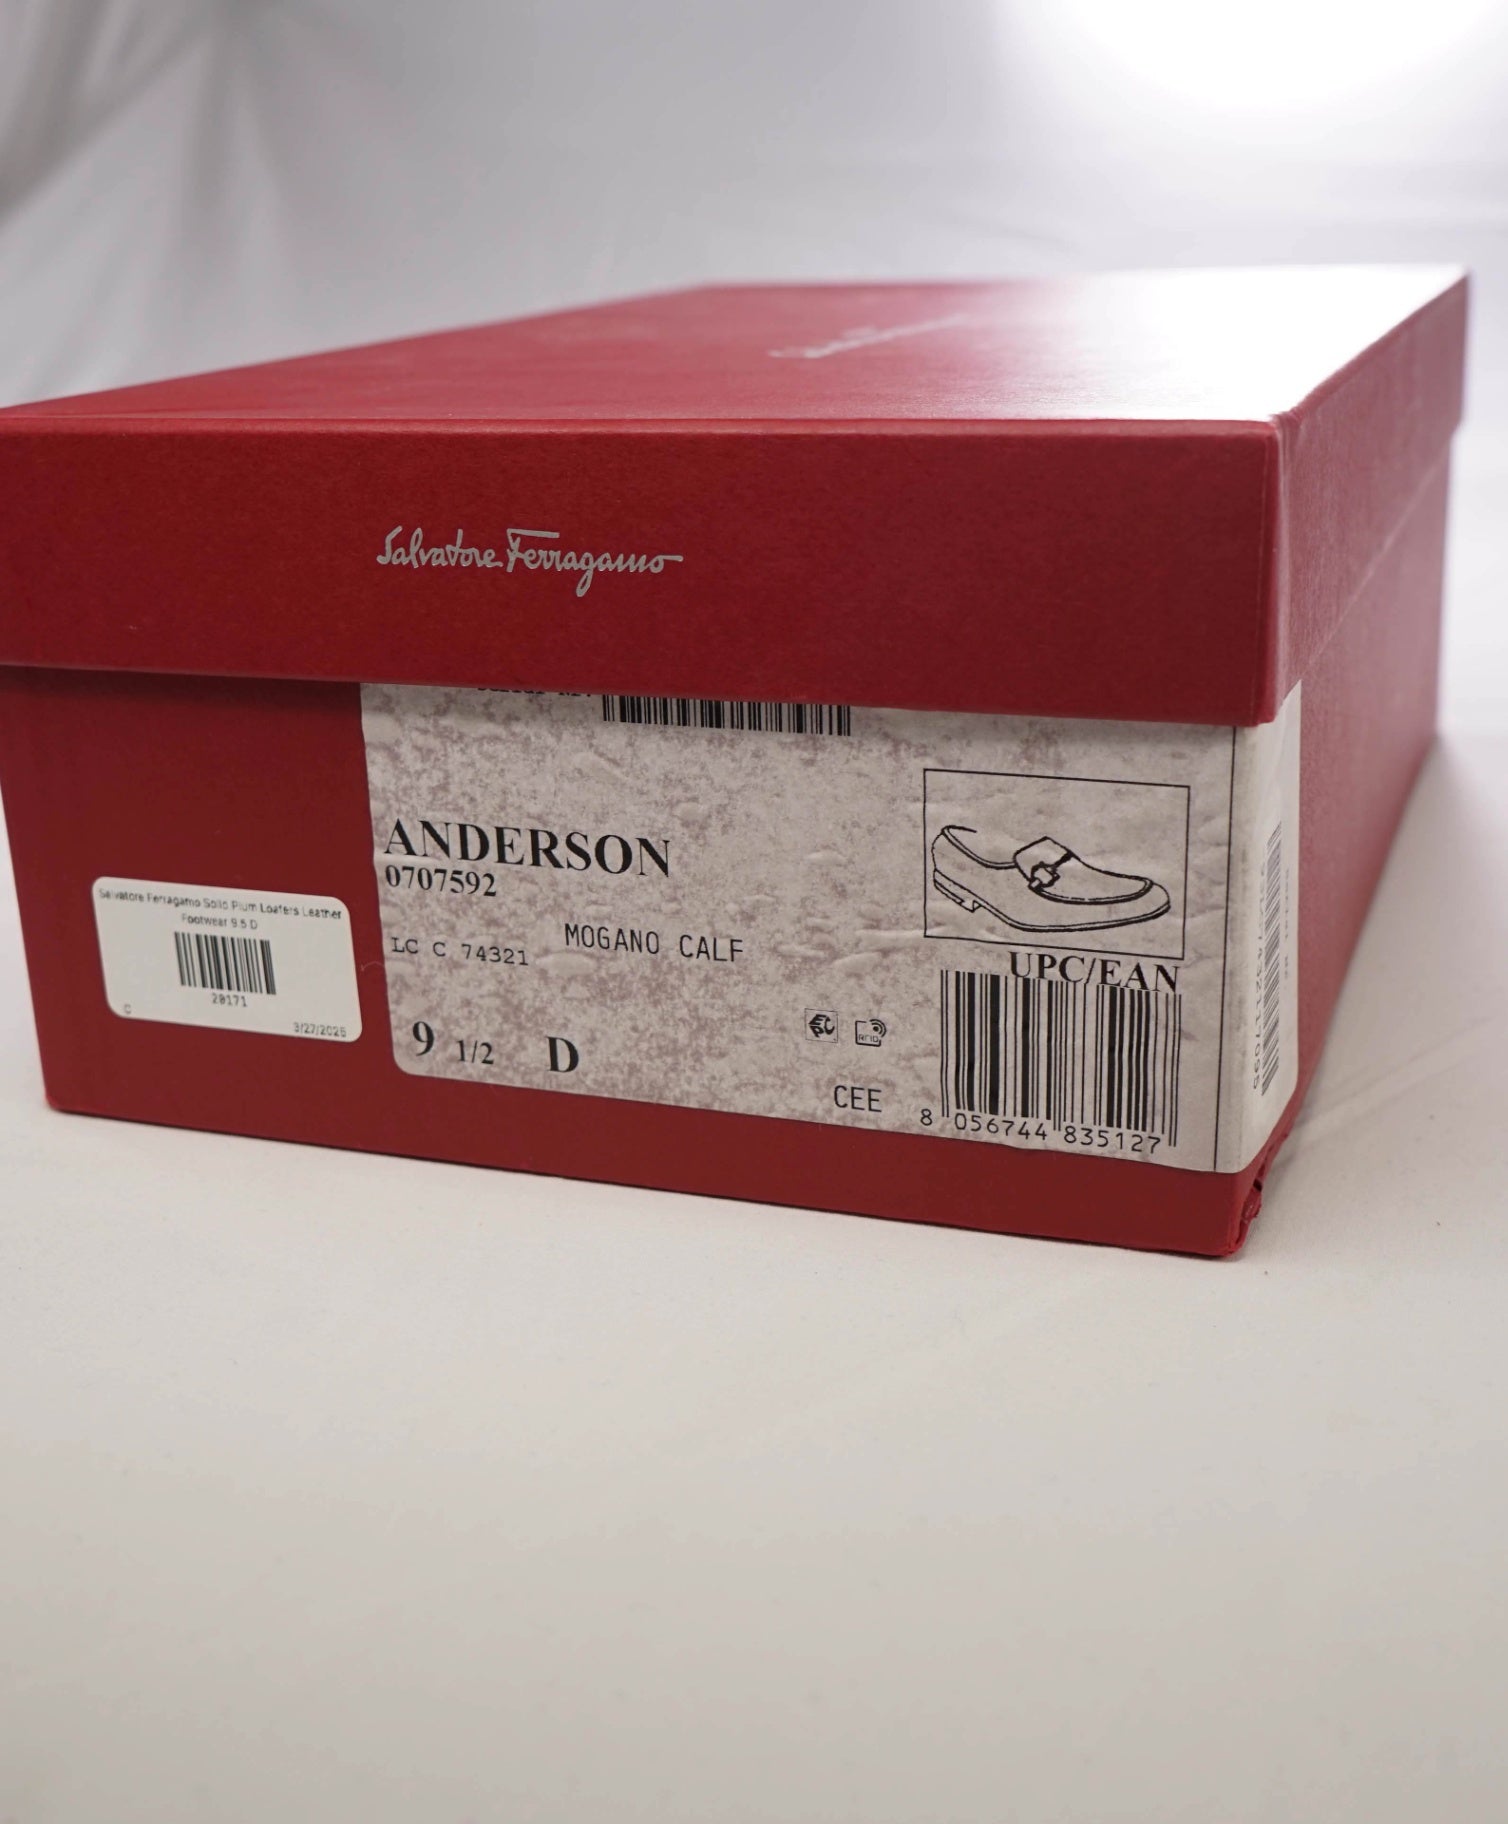 Salvatore Ferragamo
ANDERSON
0707592
LC C 74321 MOGANO CALF
9 1/2 D
CEE
RFID
UPC/EAN
8 056744 835127
Salvatore Ferragamo Solid Plum Loafers Leather
Footwear 9.5 D
20171
C 3/27/2025